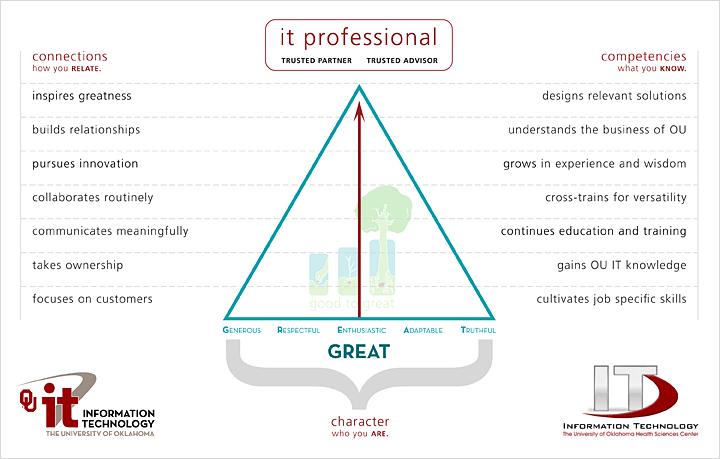 it professional
TRUSTED PARTNER TRUSTED ADVISOR
connections
how you RELATE.
competencies
what you KNOW.
inspires greatness
designs relevant solutions
builds relationships
understands the business of OU
pursues innovation
grows in experience and wisdom
collaborates routinely
cross-trains for versatility
communicates meaningfully
continues education and training
takes ownership
gains OU IT knowledge
focuses on customers
cultivates job specific skills
good to great
GENEROUS RESPECTFUL ENTHUSIASTIC ADAPTABLE TRUTHFUL
GREAT
character
who you ARE.
OU it INFORMATION
TECHNOLOGY
THE UNIVERSITY OF OKLAHOMA
IT
INFORMATION TECHNOLOGY
The University of Oklahoma Health Sciences Center